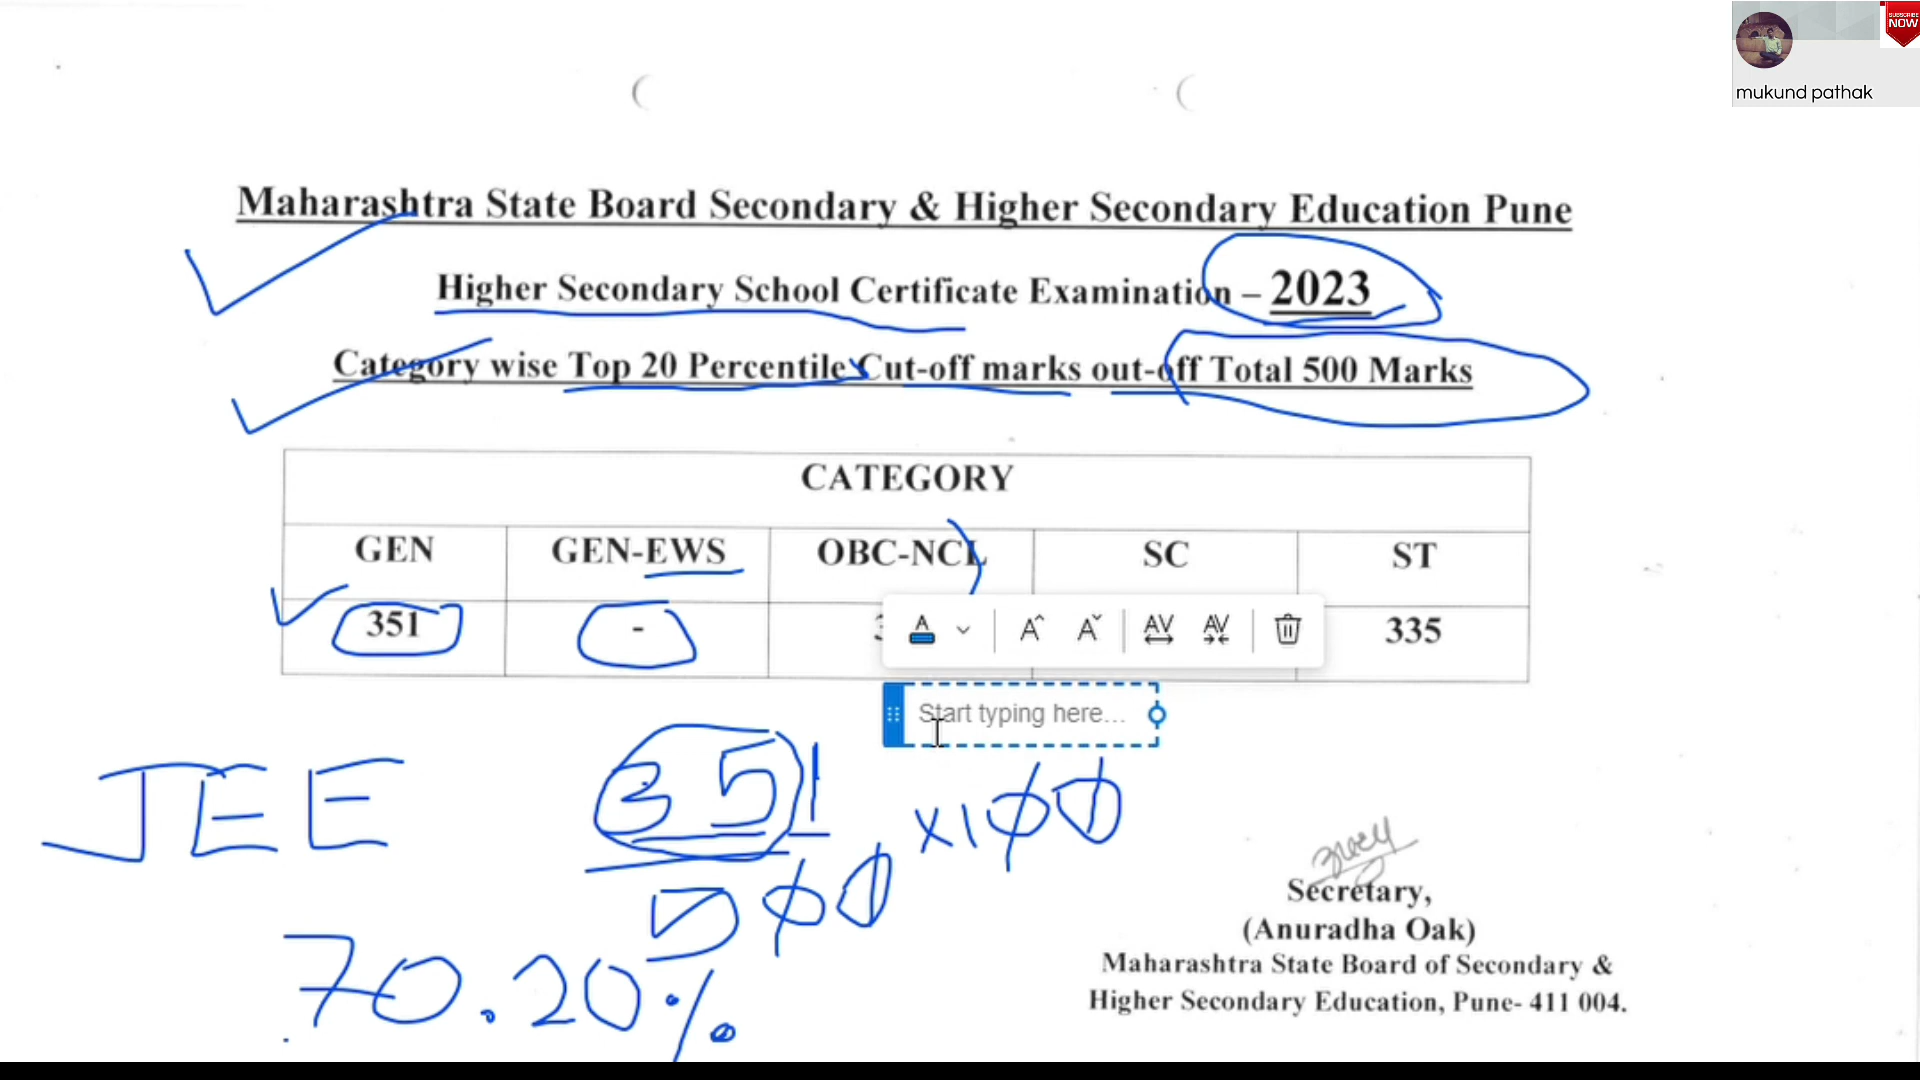 SUBSCRIBE
NOW
mukund pathak
Maharashtra State Board Secondary & Higher Secondary Education Pune
Higher Secondary School Certificate Examination – 2023
Category wise Top 20 Percentile Cut-off marks out-off Total 500 Marks
CATEGORY
GEN GEN-EWS OBC-NCL SC ST
351 - 335
Start typing here...
JEE 351 x100
500
70.20%
Secretary,
(Anuradha Oak)
Maharashtra State Board of Secondary &
Higher Secondary Education, Pune- 411 004.